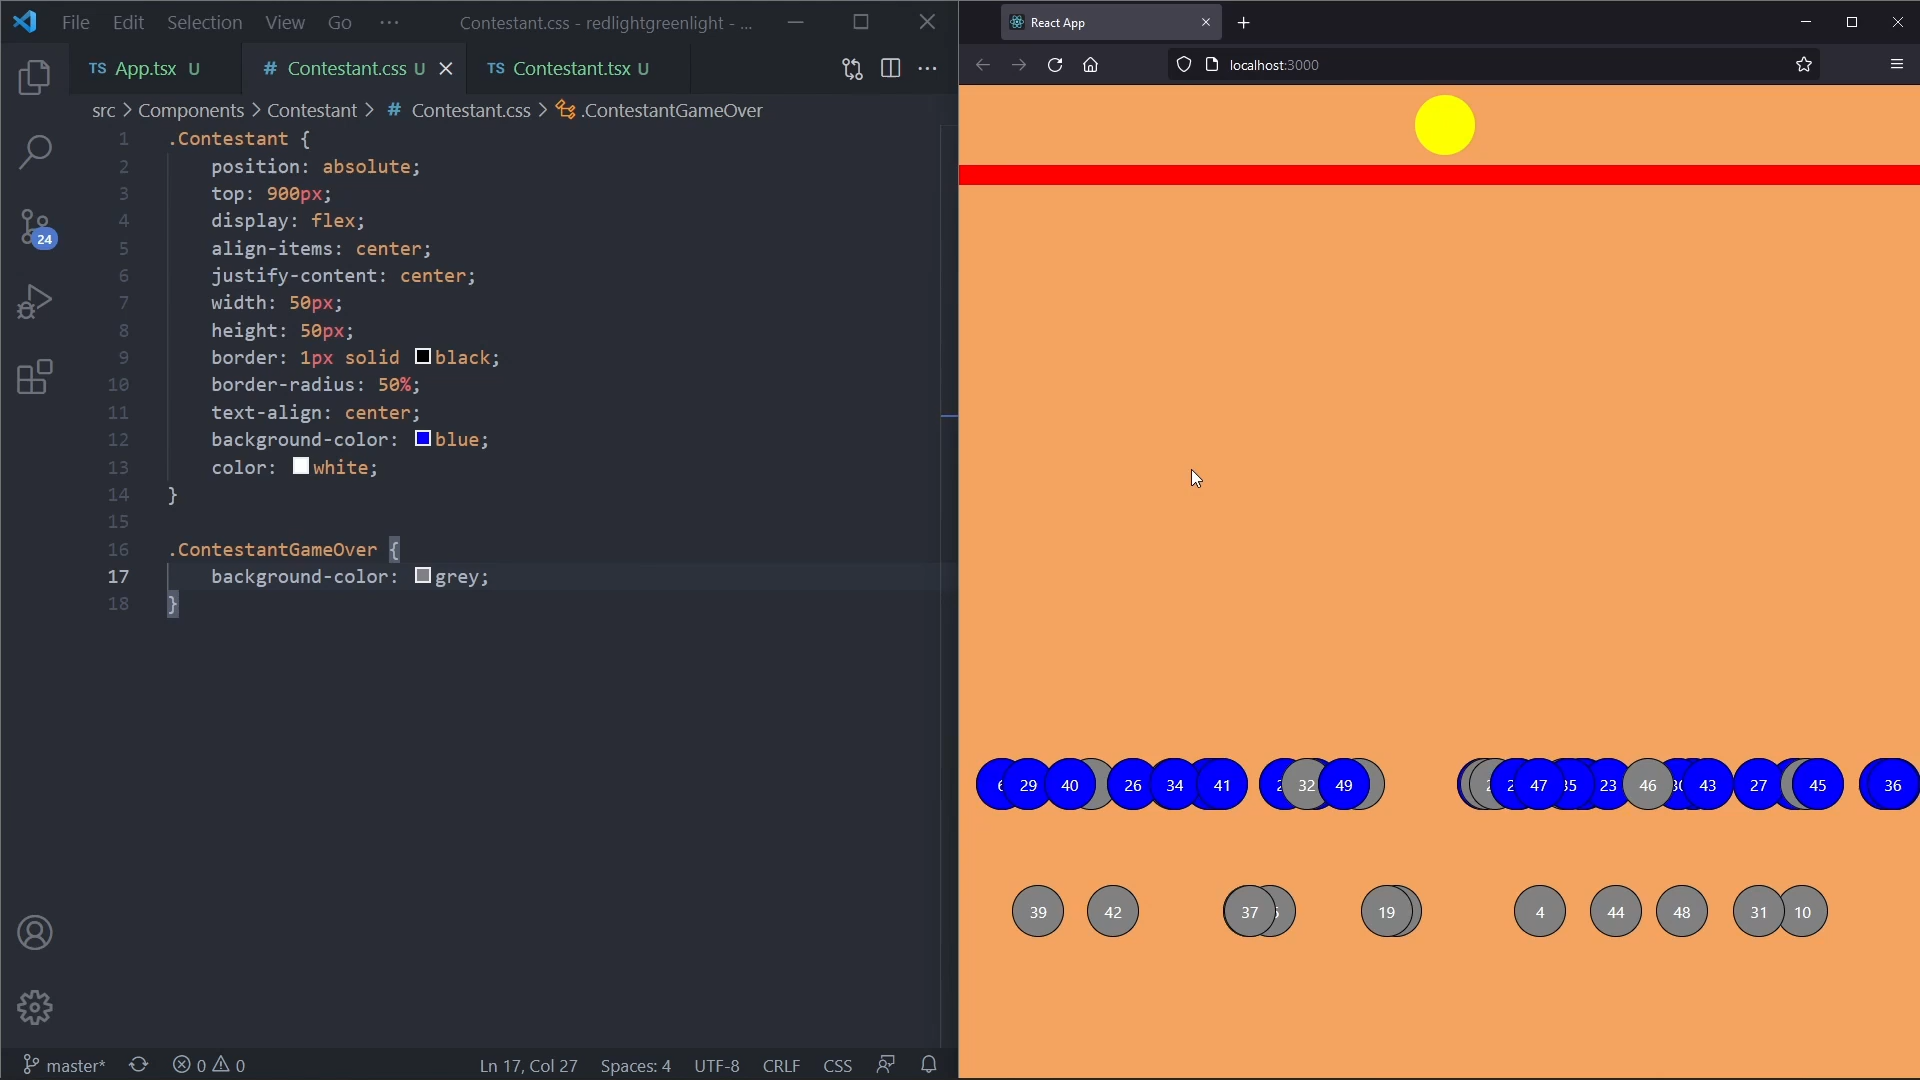 File Edit Selection View Go ··· Contestant.css - redlightgreenlight - ...
TS App.tsx U # Contestant.css U TS Contestant.tsx U
src > Components > Contestant > # Contestant.css > .ContestantGameOver
1 .Contestant {
2 position: absolute;
3 top: 900px;
4 display: flex;
5 align-items: center;
6 justify-content: center;
7 width: 50px;
8 height: 50px;
9 border: 1px solid black;
10 border-radius: 50%;
11 text-align: center;
12 background-color: blue;
13 color: white;
14 }
15
16 .ContestantGameOver {
17 background-color: grey;
18 }
24
master* 0 0 Ln 17, Col 27 Spaces: 4 UTF-8 CRLF CSS
React App
localhost:3000
29 40 26 34 41 32 49 47 23 46 43 27 45 36
39 42 37 19 4 44 48 31 10